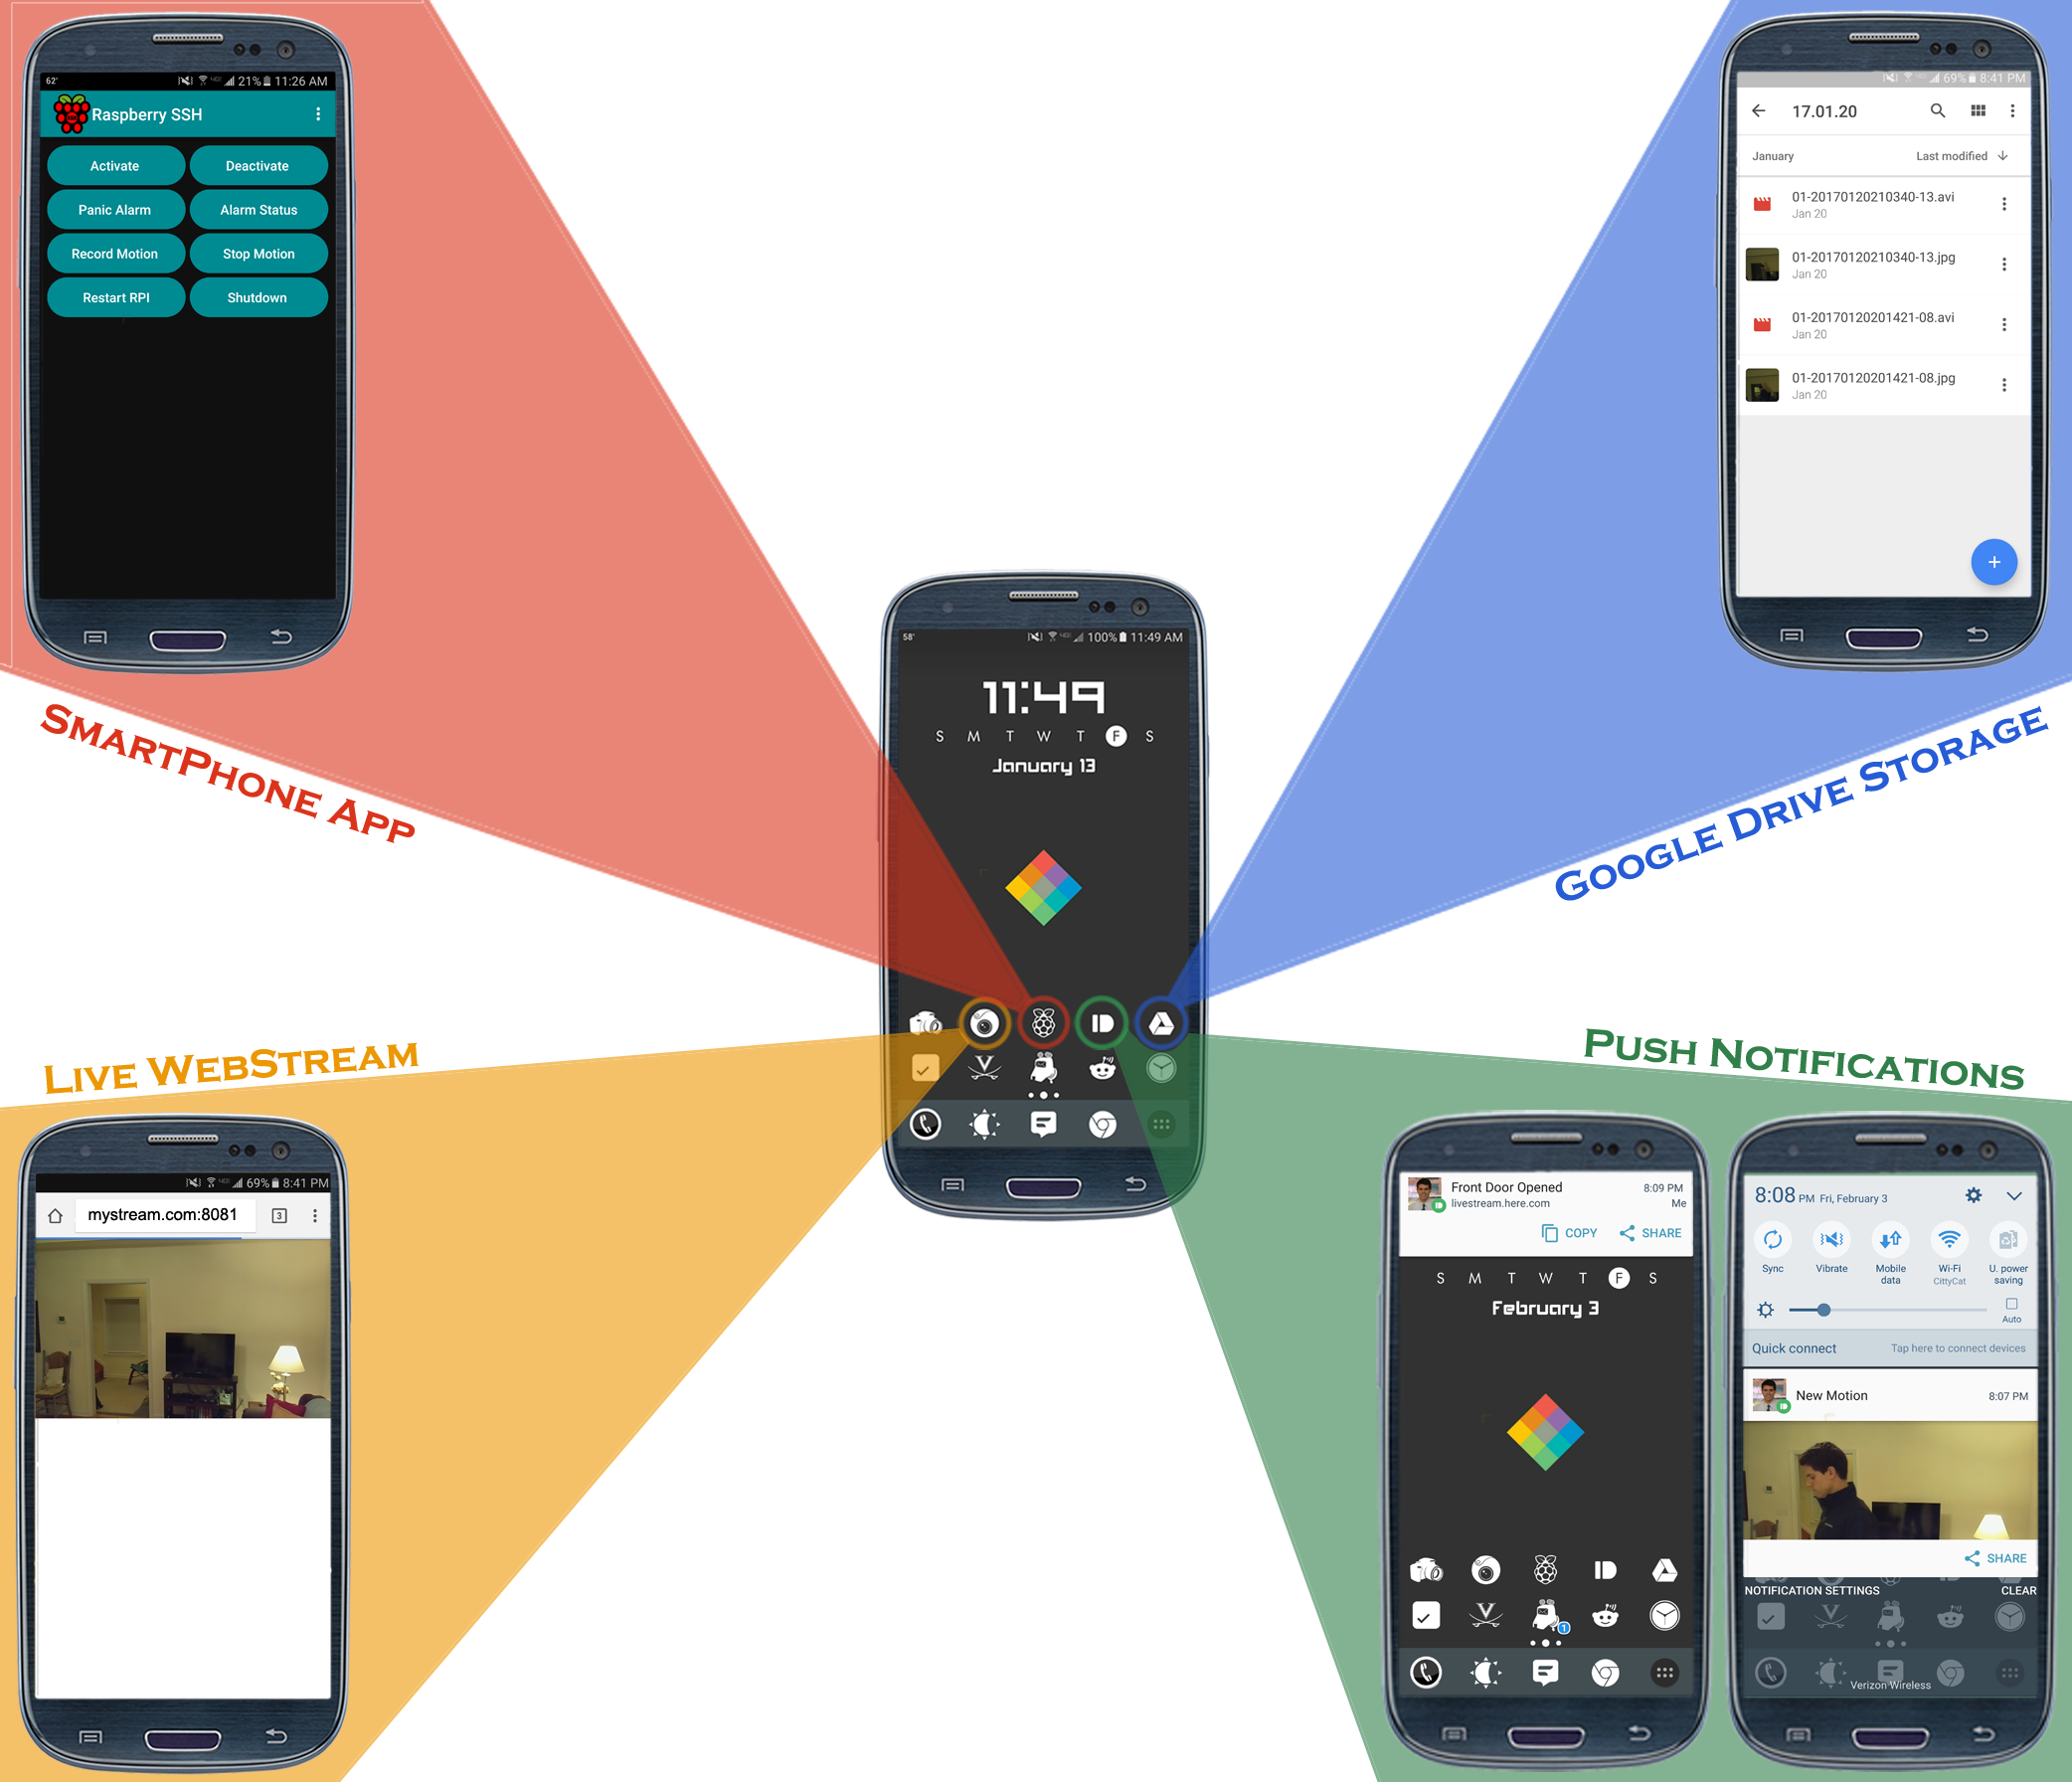 62°
21% 11:26 AM
Raspberry SSH
Activate Deactivate
Panic Alarm Alarm Status
Record Motion Stop Motion
Restart RPI Shutdown
SmartPhone App
69% 8:41 PM
17.01.20
January Last modified
01-20170120210340-13.avi
Jan 20
01-20170120210340-13.jpg
Jan 20
01-20170120201421-08.avi
Jan 20
01-20170120201421-08.jpg
Jan 20
+
Google Drive Storage
58° 100% 11:49 AM
11:49
S M T W T F S
January 13
Live WebStream
69% 8:41 PM
mystream.com:8081 3
Push Notifications
Front Door Opened 8:09 PM
livestream.here.com Me
COPY SHARE
S M T W T F S
February 3
1
8:08 PM Fri, February 3
Sync Vibrate Mobile data Wi-Fi CittyCat U. power saving
Auto
Quick connect Tap here to connect devices
New Motion 8:07 PM
SHARE
NOTIFICATION SETTINGS CLEAR
Verizon Wireless